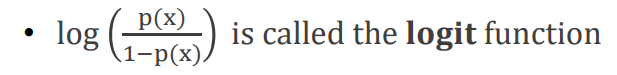 • log(p(x)/1−p(x)) is called the logit function